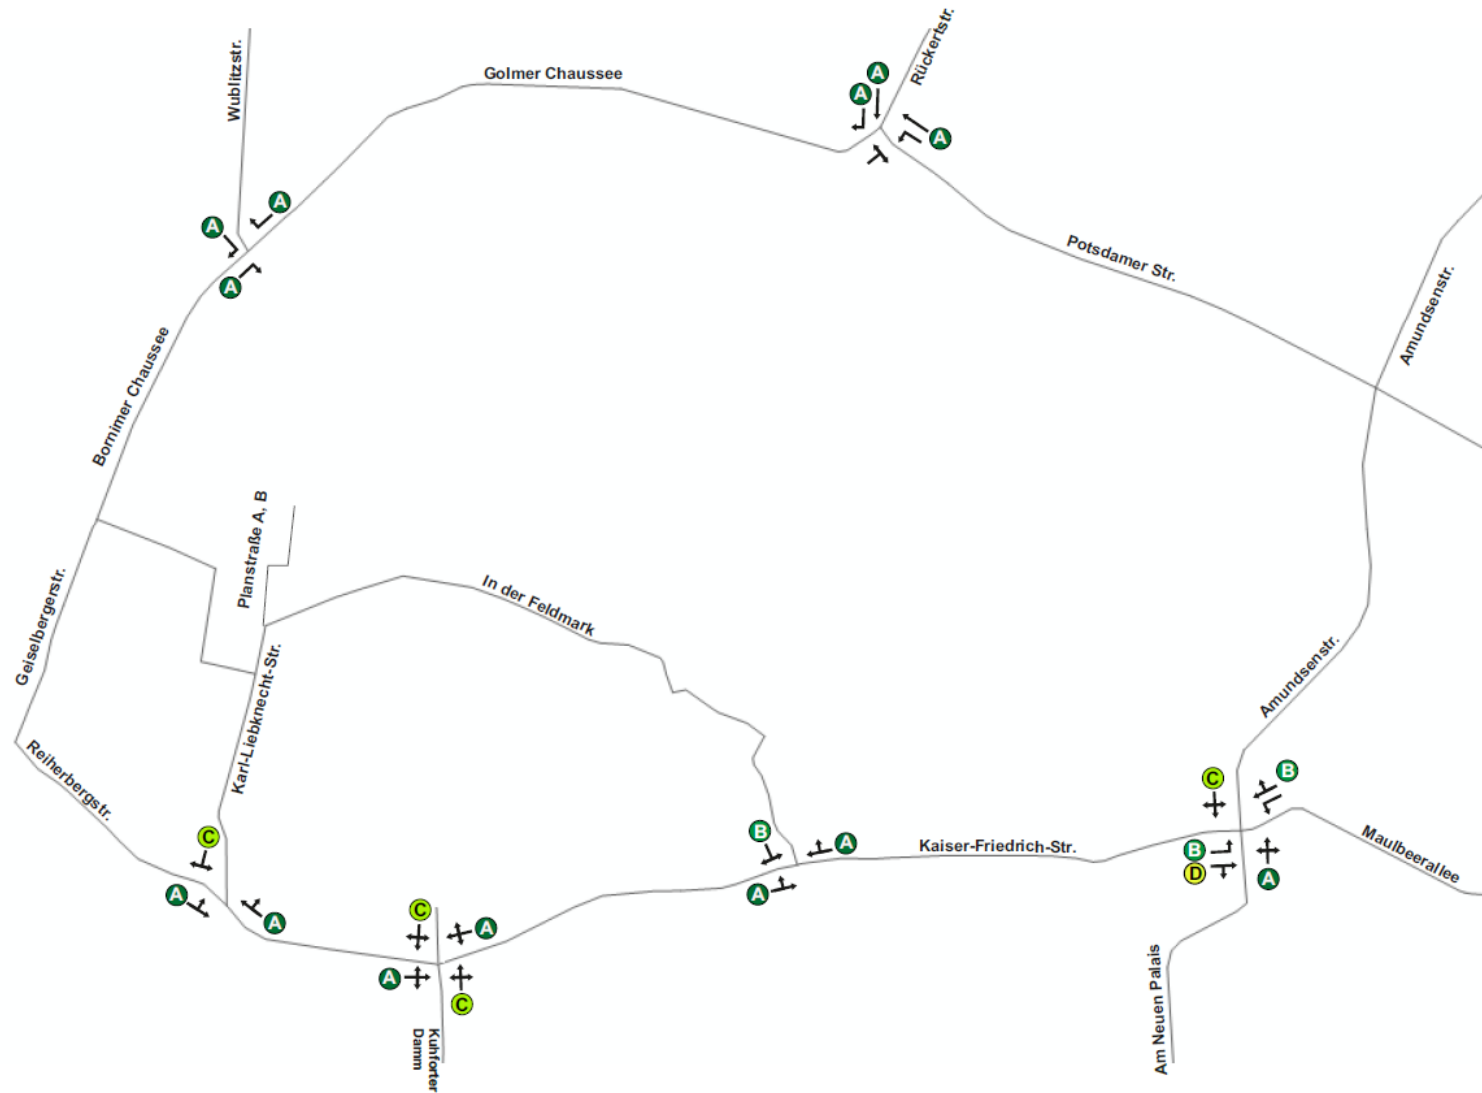 Wublitzstr.
Golmer Chaussee
Rückertstr.
A
A
A
A
A
A
Potsdamer Str.
Amundsenstr.
Bornimer Chaussee
Planstraße A, B
Geiselbergerstr.
In der Feldmark
Karl-Liebknecht-Str.
Amundsenstr.
Reiherbergstr.
C
B
C
B
A
Kaiser-Friedrich-Str.
Maulbeerallee
B
D
A
A
A
A
C
A
A
C
Kuhforter
Damm
Am Neuen Palais